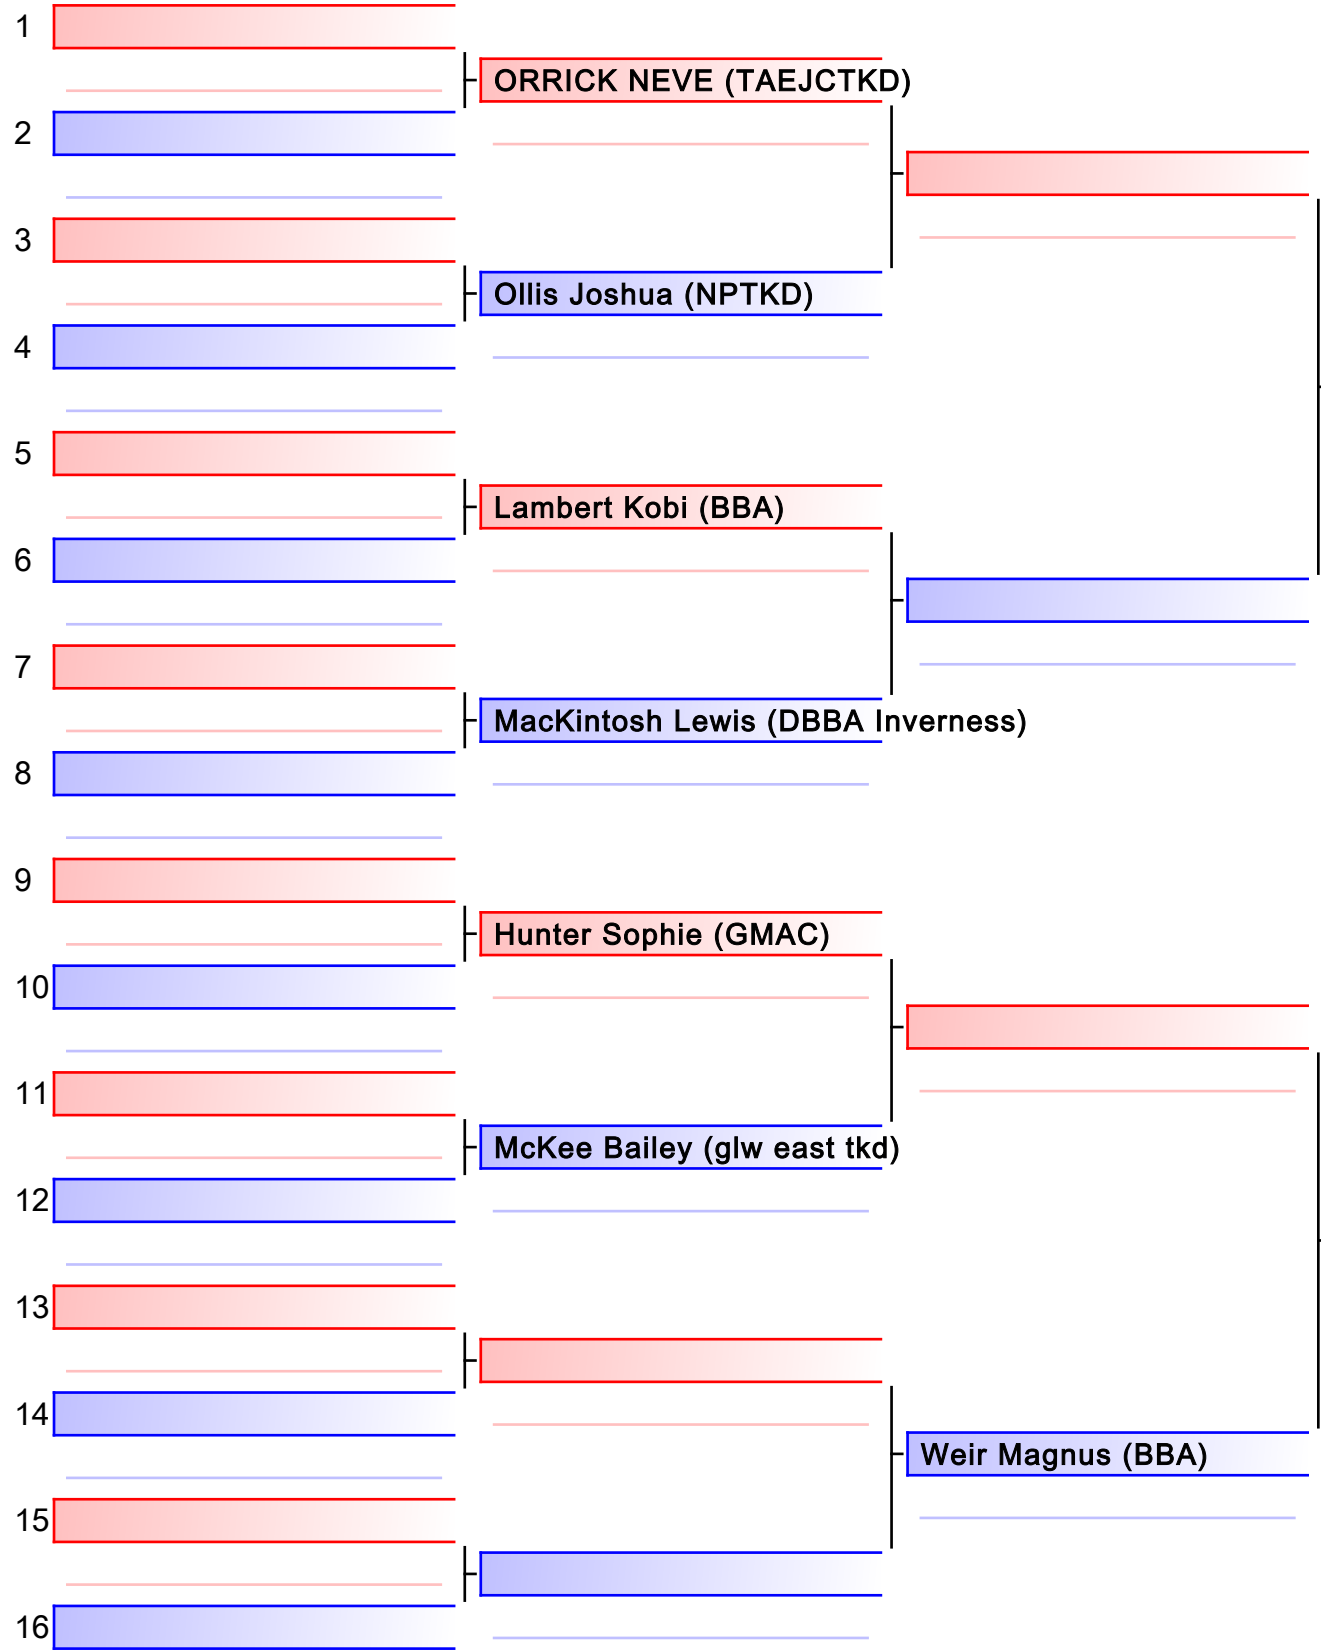 1
ORRICK NEVE (TAEJCTKD)
2
3
Ollis Joshua (NPTKD)
4
5
Lambert Kobi (BBA)
6
7
MacKintosh Lewis (DBBA Inverness)
8
9
Hunter Sophie (GMAC)
10
11
McKee Bailey (glw east tkd)
12
13
14
Weir Magnus (BBA)
15
16